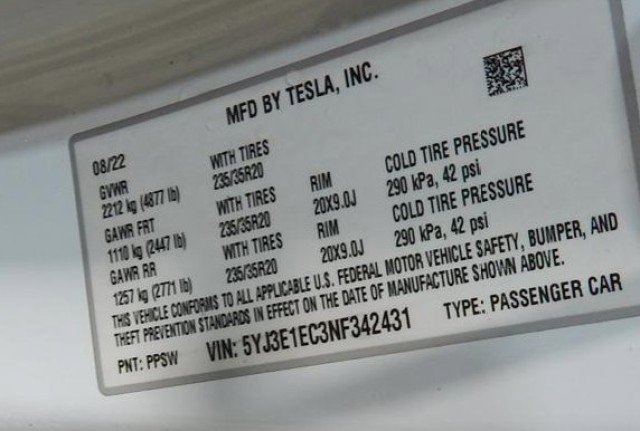 MFD BY TESLA, INC.
08/22
GVWR WITH TIRES RIM COLD TIRE PRESSURE
2212 kg (4877 lb) 235/35R20 20X9.0J 290 kPa, 42 psi
GAWR FRT WITH TIRES RIM COLD TIRE PRESSURE
1110 kg (2447 lb) 235/35R20 20X9.0J 290 kPa, 42 psi
GAWR RR WITH TIRES
1257 kg (2771 lb) 235/35R20
THIS VEHICLE CONFORMS TO ALL APPLICABLE U.S. FEDERAL MOTOR VEHICLE SAFETY, BUMPER, AND
THEFT PREVENTION STANDARDS IN EFFECT ON THE DATE OF MANUFACTURE SHOWN ABOVE.
PNT: PPSW VIN: 5YJ3E1EC3NF342431 TYPE: PASSENGER CAR